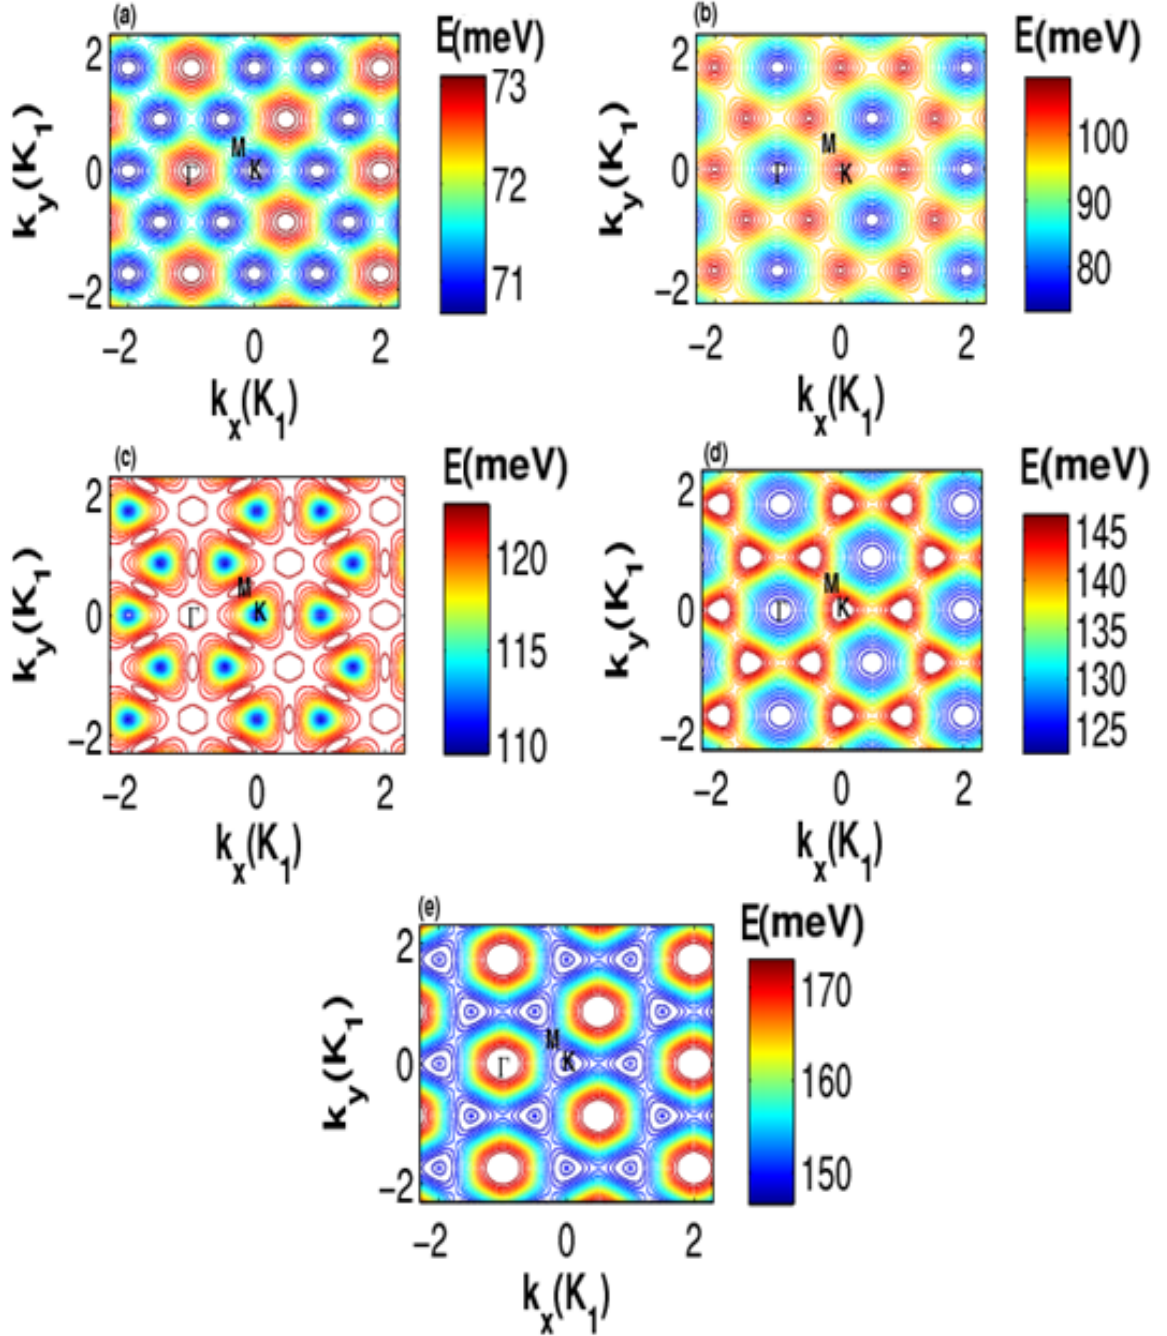 (a)
E(meV)
2
0
−2
k_y(K_1)
M
K
Γ
73
72
71
−2 0 2
k_x(K_1)
(b)
E(meV)
2
0
−2
k_y(K_1)
M
K
Γ
100
90
80
−2 0 2
k_x(K_1)
(c)
E(meV)
2
0
−2
k_y(K_1)
M
K
Γ
120
115
110
−2 0 2
k_x(K_1)
(d)
E(meV)
2
0
−2
k_y(K_1)
M
K
Γ
145
140
135
130
125
−2 0 2
k_x(K_1)
(e)
E(meV)
2
0
−2
k_y(K_1)
M
K
Γ
170
160
150
−2 0 2
k_x(K_1)